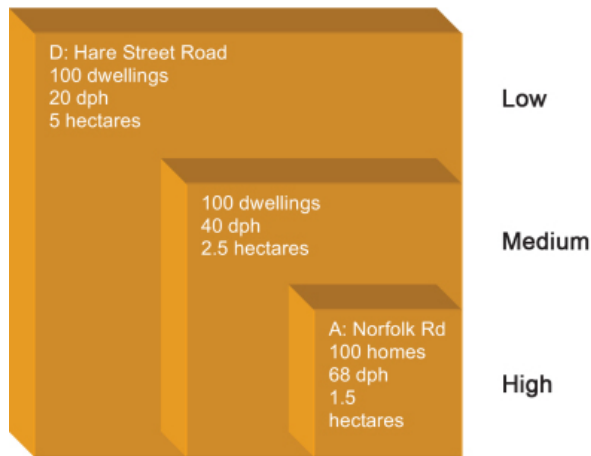 D: Hare Street Road
100 dwellings
20 dph
5 hectares
Low
100 dwellings
40 dph
2.5 hectares
Medium
A: Norfolk Rd
100 homes
68 dph
1.5
hectares
High